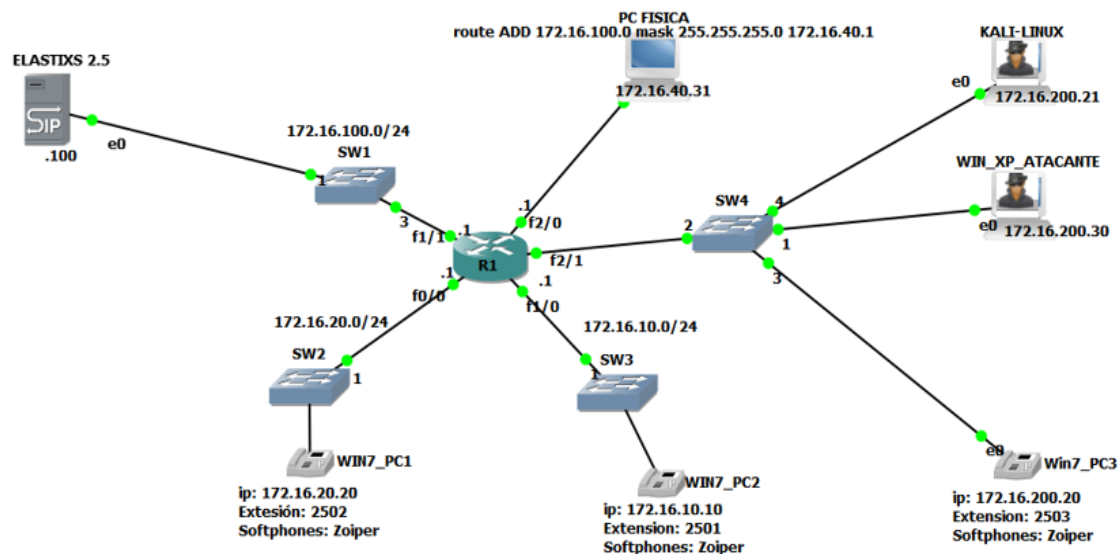 PC FISICA
route ADD 172.16.100.0 mask 255.255.255.0 172.16.40.1
172.16.40.31
KALI-LINUX
e0
172.16.200.21
ELASTIXS 2.5
SIP
.100
e0
172.16.100.0/24
SW1
1
3
f1/1
.1
.1
f2/0
R1
f2/1
.1
f0/0
.1
f1/0
WIN_XP_ATACANTE
e0
172.16.200.30
SW4
2
4
1
3
172.16.20.0/24
SW2
1
172.16.10.0/24
SW3
1
WIN7_PC1
ip: 172.16.20.20
Extesión: 2502
Softphones: Zoiper
WIN7_PC2
ip: 172.16.10.10
Extension: 2501
Softphones: Zoiper
e0
Win7_PC3
ip: 172.16.200.20
Extension: 2503
Softphones: Zoiper